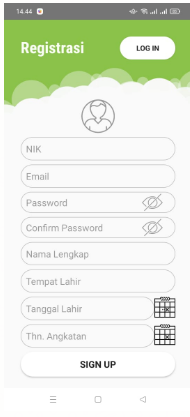 14.44
Registrasi
LOG IN
NIK
Email
Password
Confirm Password
Nama Lengkap
Tempat Lahir
Tanggal Lahir
Thn. Angkatan
SIGN UP